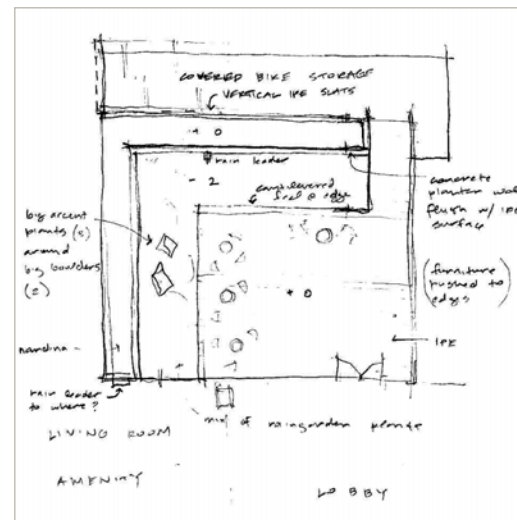 COVERED BIKE STORAGE
VERTICAL IPE SLATS
+ 0
rain leader
- 2
cantilevered
feel @ edge
concrete
planter wall
flush w/ IPE
surface
big accent
plants (5)
around
big boulders
(2)
(furniture
pushed to
edges)
+ 0
IPE
nandina
rain leader
to where?
mix of raingarden plants
LIVING ROOM
AMENITY
LOBBY